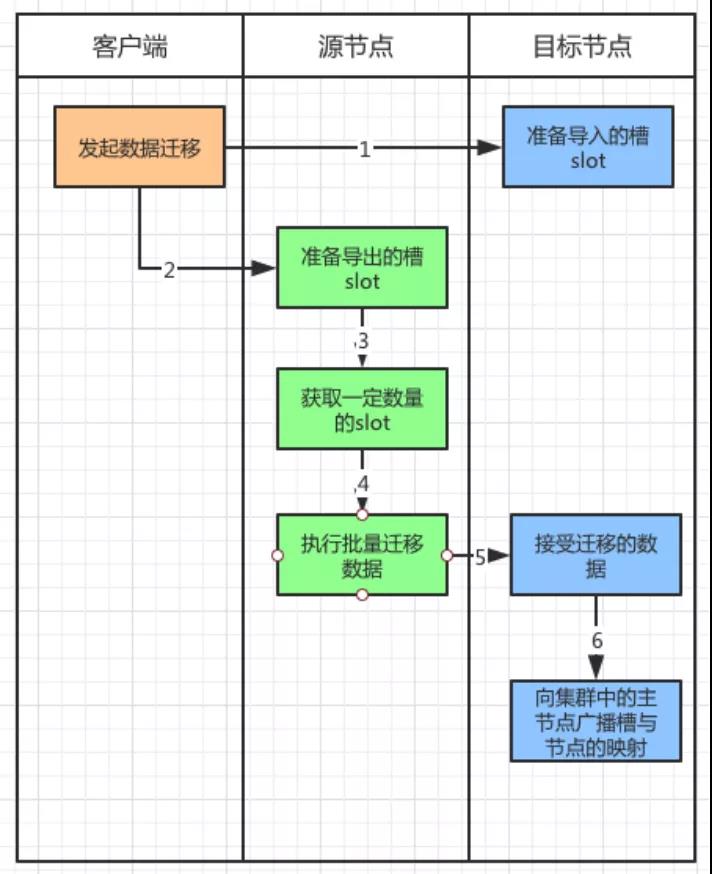 客户端
源节点
目标节点
发起数据迁移
1
准备导入的槽
slot
2
准备导出的槽
slot
3
获取一定数量
的slot
4
执行批量迁移
数据
5
接受迁移的数
据
6
向集群中的主
节点广播槽与
节点的映射